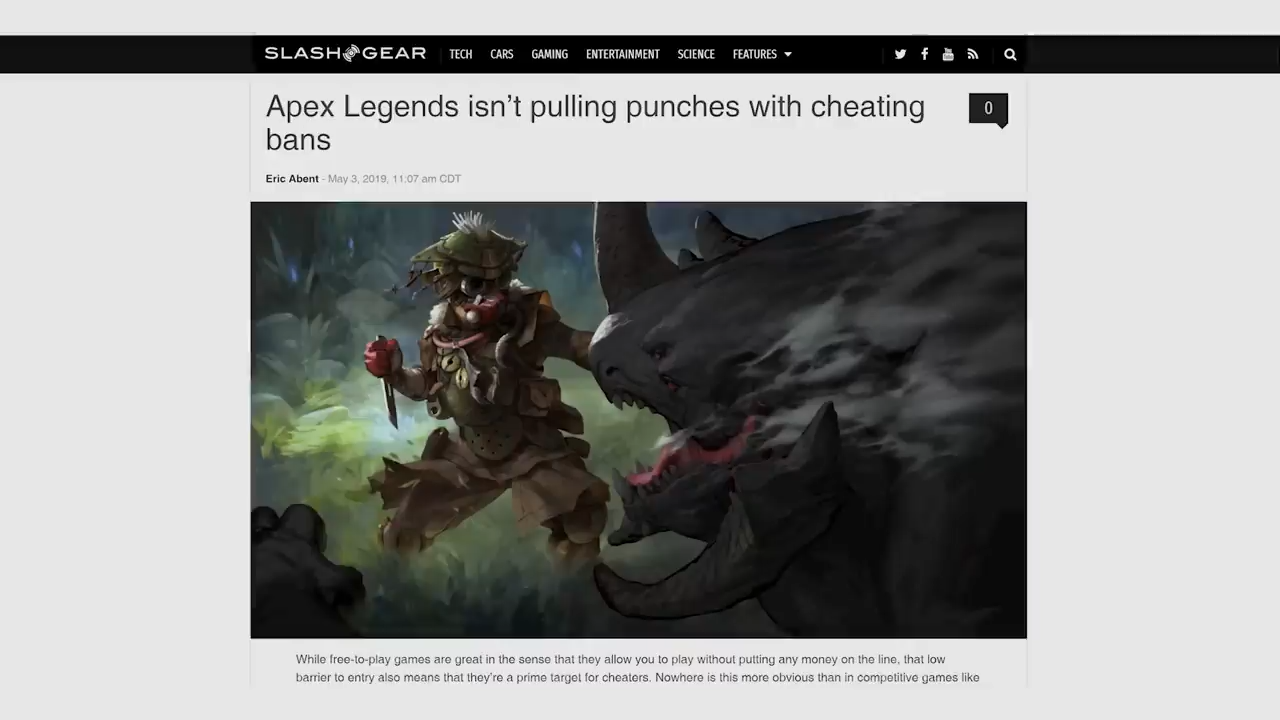 SLASHGEAR TECH CARS GAMING ENTERTAINMENT SCIENCE FEATURES
Apex Legends isn't pulling punches with cheating
bans
0
Eric Abent - May 3, 2019, 11:07 am CDT
While free-to-play games are great in the sense that they allow you to play without putting any money on the line, that low
barrier to entry also means that they're a prime target for cheaters. Nowhere is this more obvious than in competitive games like